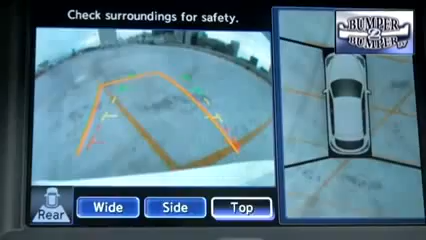 Check surroundings for safety.
BUMPER
2
BUMPER
Rear
Wide
Side
Top